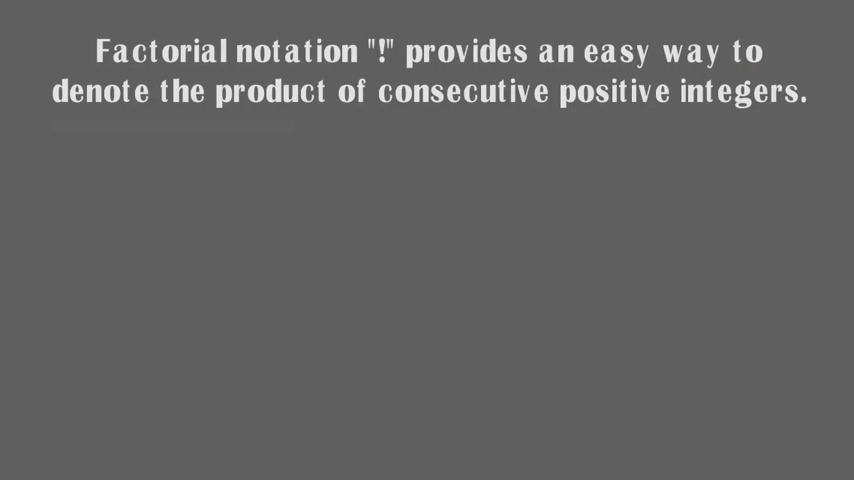 Factorial notation "!" provides an easy way to
denote the product of consecutive positive integers.